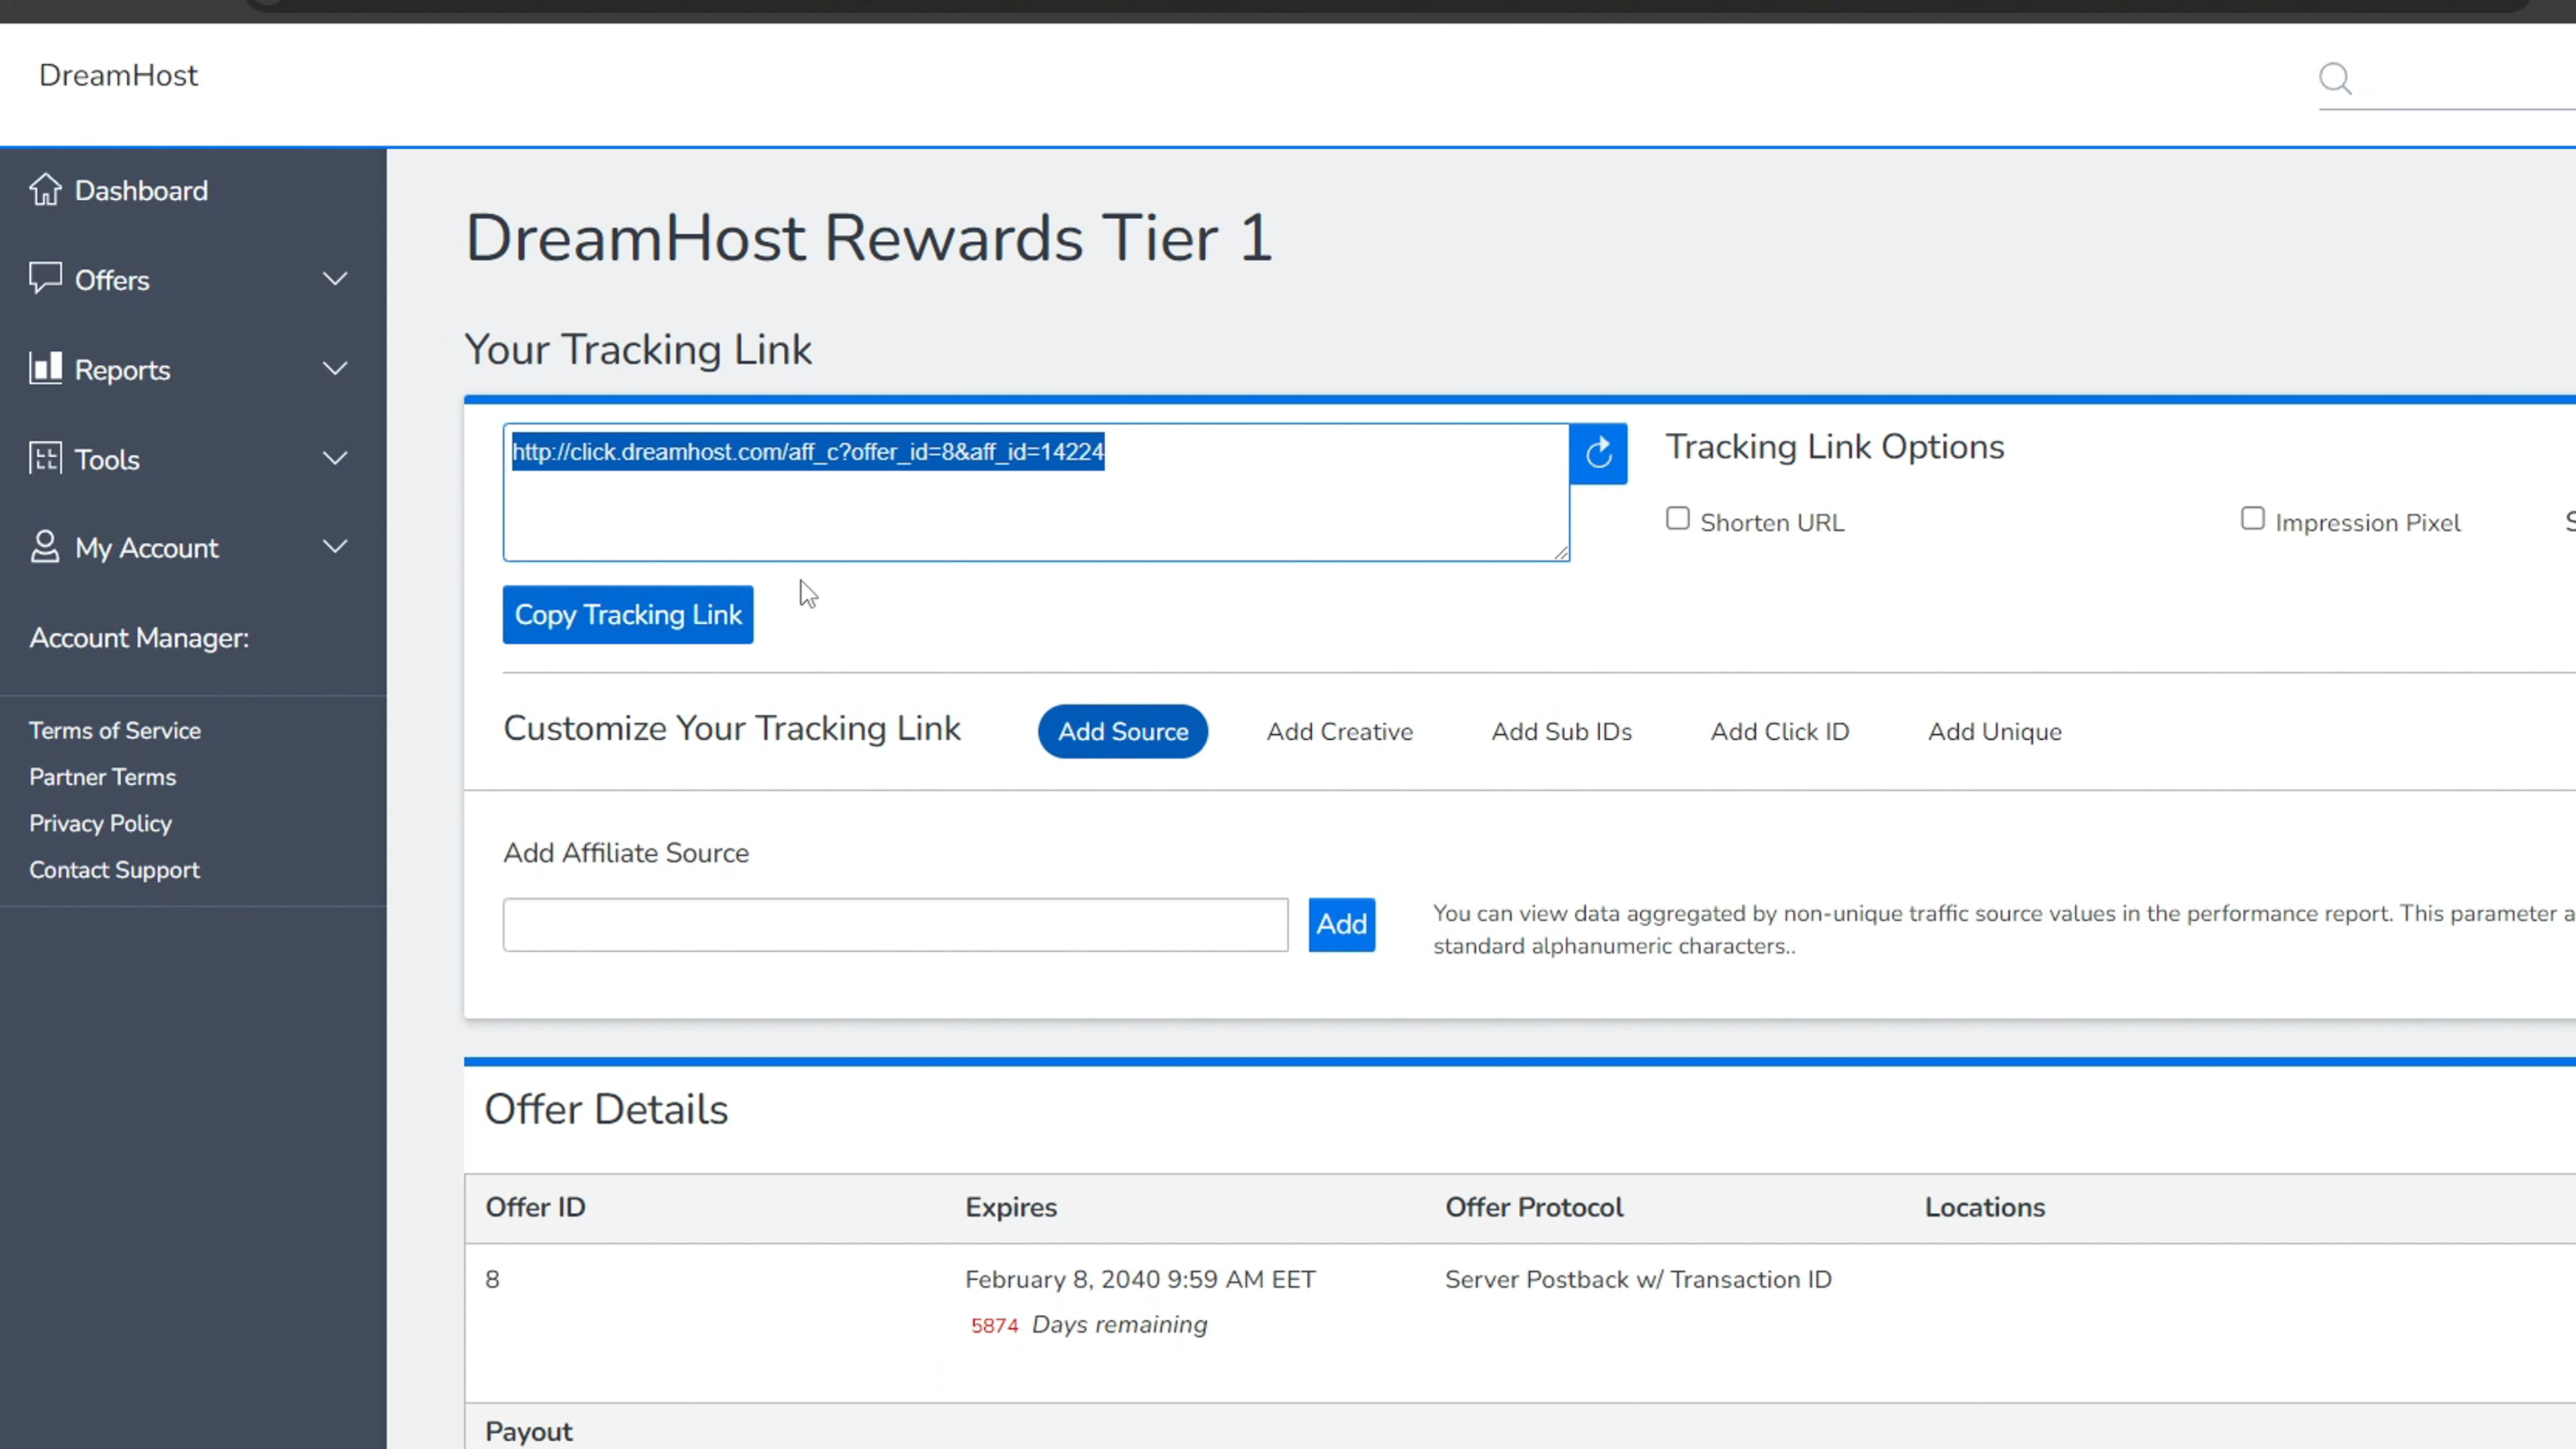 DreamHost
Dashboard
Offers
Reports
Tools
My Account
Account Manager:
Terms of Service
Partner Terms
Privacy Policy
Contact Support
DreamHost Rewards Tier 1
Your Tracking Link
http://click.dreamhost.com/aff_c?offer_id=8&aff_id=14224
Tracking Link Options
Shorten URL
Impression Pixel
Copy Tracking Link
Customize Your Tracking Link
Add Source
Add Creative
Add Sub IDs
Add Click ID
Add Unique
Add Affiliate Source
Add
You can view data aggregated by non-unique traffic source values in the performance report. This parameter
standard alphanumeric characters..
Offer Details
Offer ID
Expires
Offer Protocol
Locations
8
February 8, 2040 9:59 AM EET
Server Postback w/ Transaction ID
5874 Days remaining
Payout